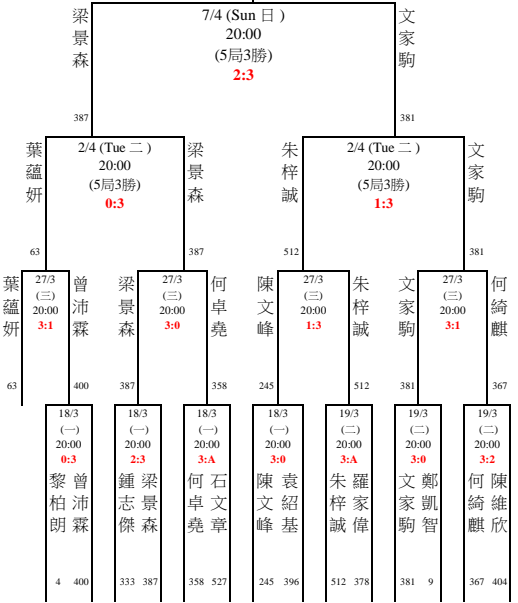 梁景森
7/4 (Sun 日 )
20:00
(5局3勝)
2:3
文家駒
387
381
葉蘊妍
2/4 (Tue 二 )
20:00
(5局3勝)
0:3
梁景森
朱梓誠
2/4 (Tue 二 )
20:00
(5局3勝)
1:3
文家駒
63
387
512
381
葉蘊妍
27/3
(三)
20:00
3:1
曾沛霖
梁景森
27/3
(三)
20:00
3:0
何卓堯
陳文峰
27/3
(三)
20:00
1:3
朱梓誠
文家駒
27/3
(三)
20:00
3:1
何綺麒
63
400
387
358
245
512
381
367
18/3
(一)
20:00
0:3
黎柏朗
曾沛霖
18/3
(一)
20:00
2:3
鍾志傑
梁景森
18/3
(一)
20:00
3:A
何卓堯
石文章
18/3
(一)
20:00
3:0
陳文峰
袁紹基
19/3
(二)
20:00
3:A
朱梓誠
羅家偉
19/3
(二)
20:00
3:0
文家駒
鄭凱智
19/3
(二)
20:00
3:2
何綺麒
陳維欣
4
400
333
387
358
527
245
396
512
378
381
9
367
404